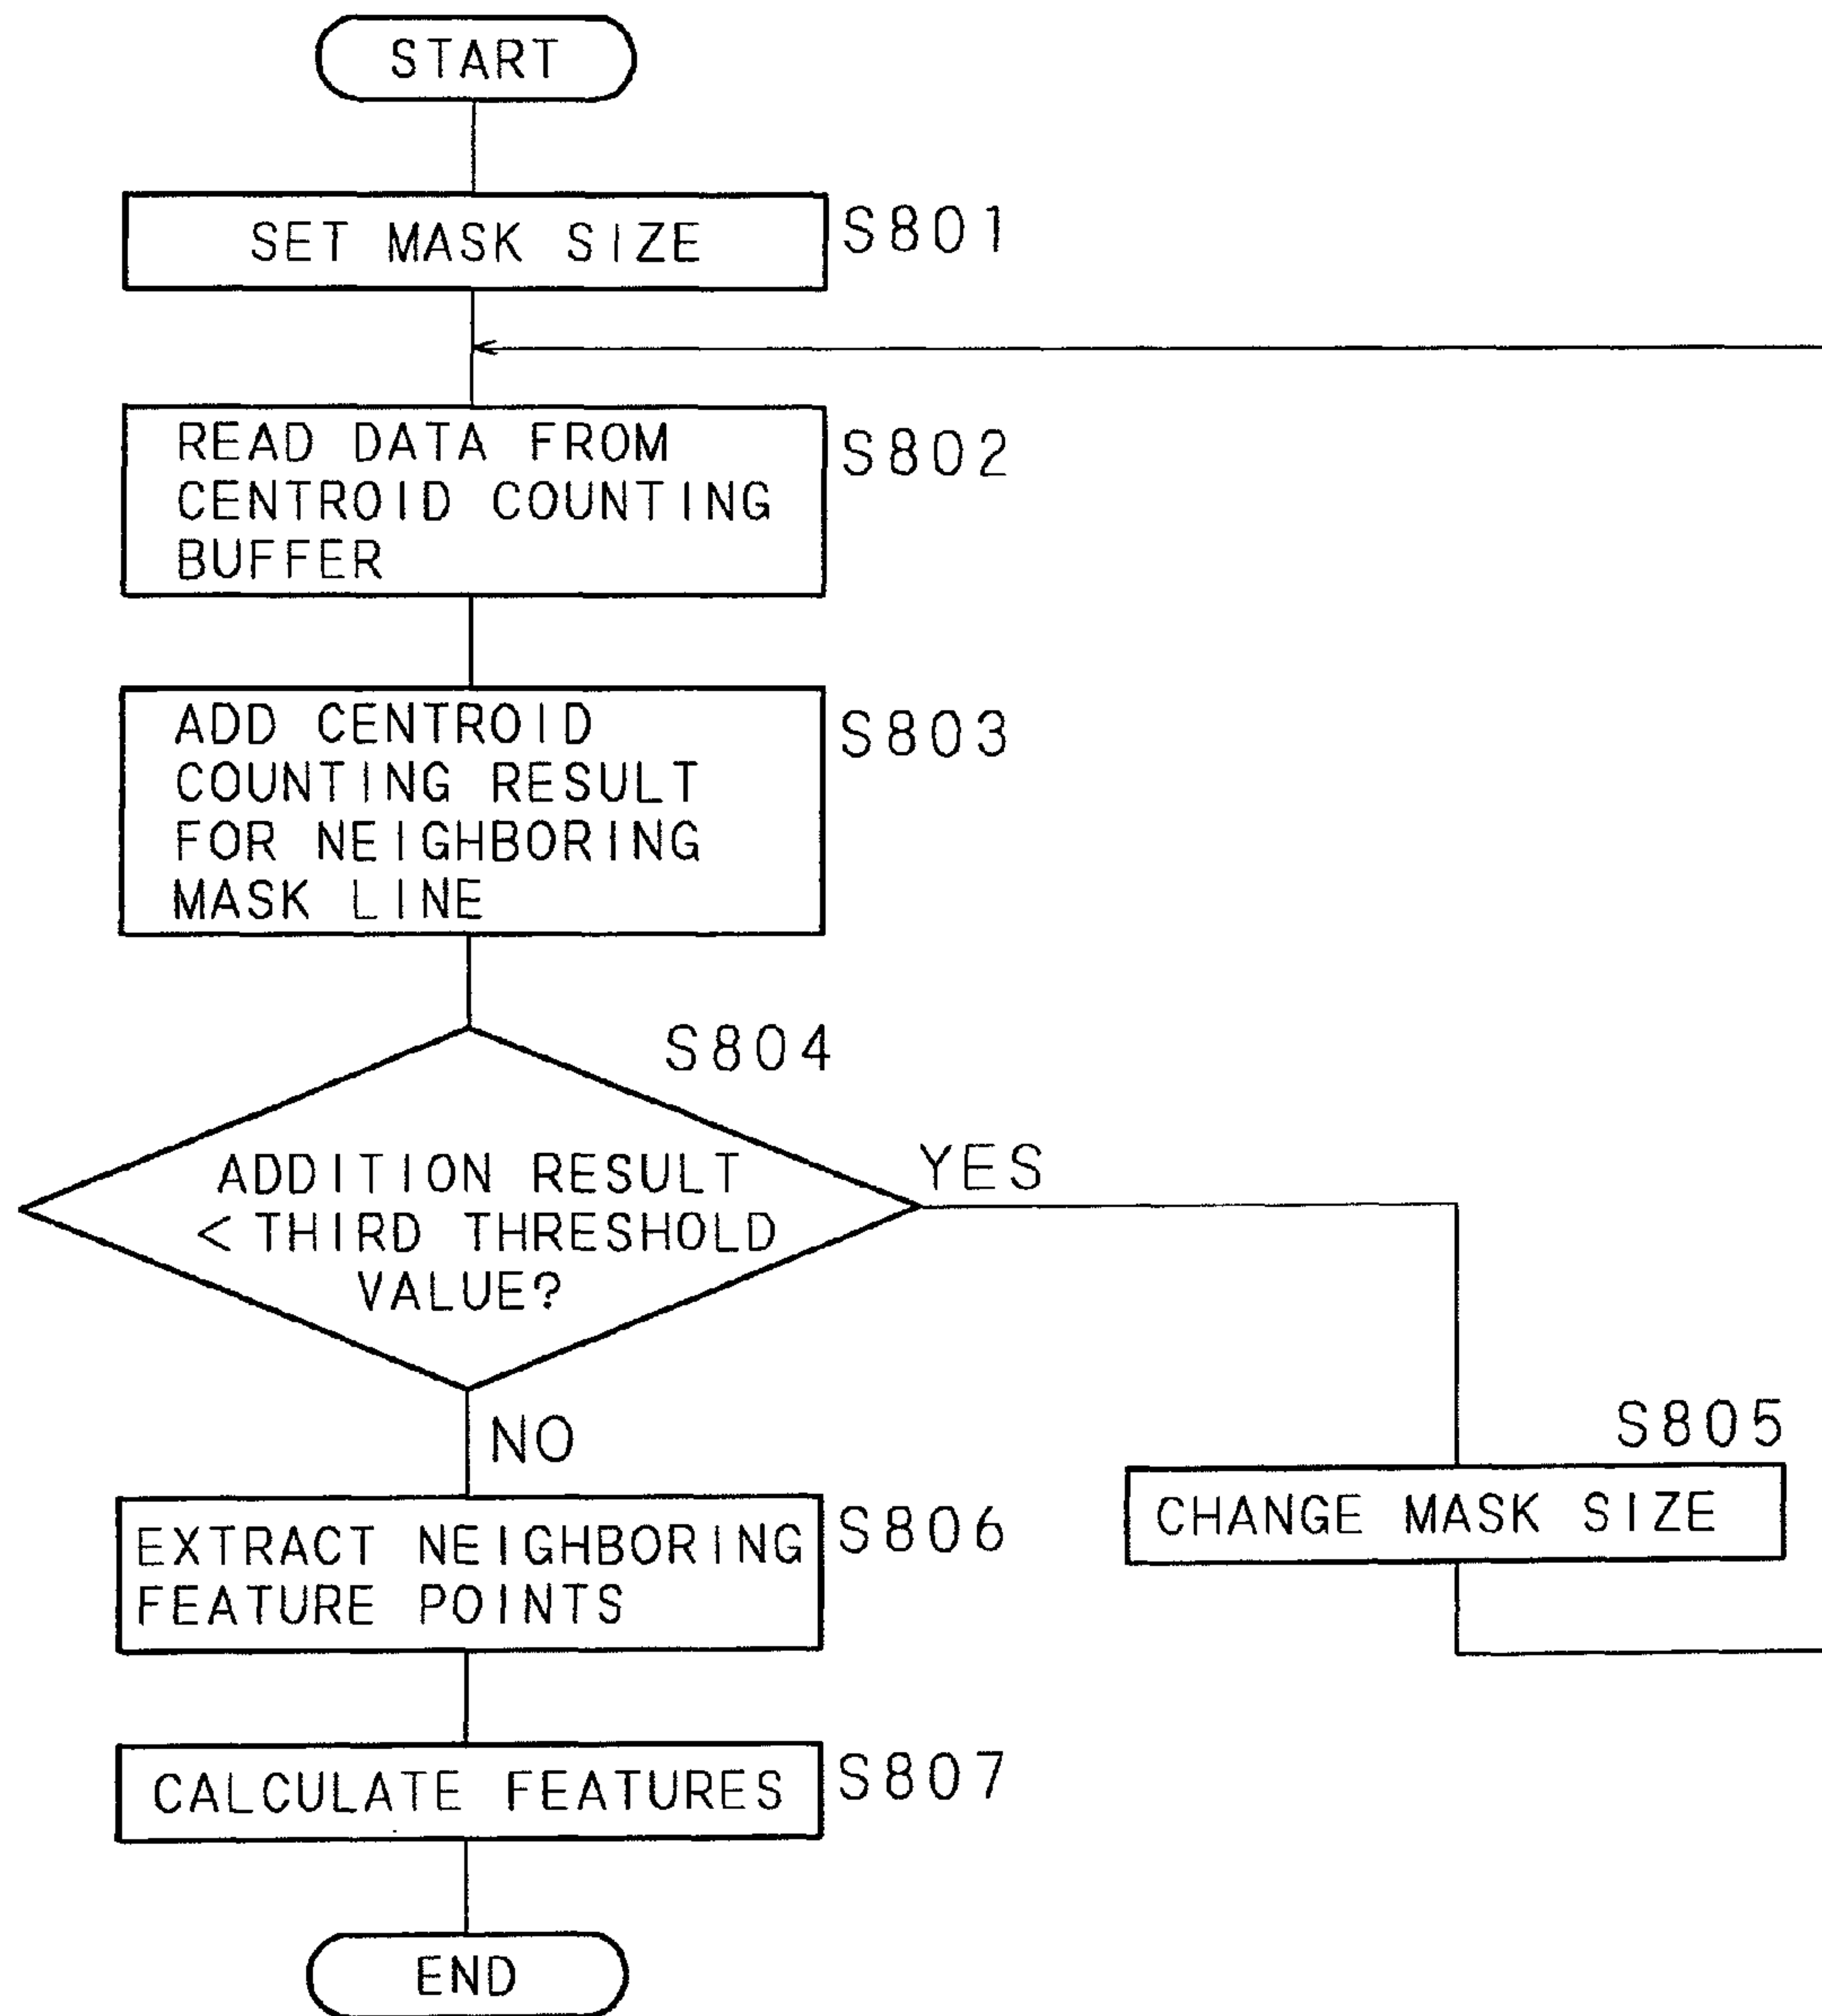 START
SET MASK SIZE
S801
READ DATA FROM
CENTROID COUNTING
BUFFER
S802
ADD CENTROID
COUNTING RESULT
FOR NEIGHBORING
MASK LINE
S803
S804
ADDITION RESULT
< THIRD THRESHOLD
VALUE?
YES
NO
S805
CHANGE MASK SIZE
EXTRACT NEIGHBORING
FEATURE POINTS
S806
CALCULATE FEATURES
S807
END